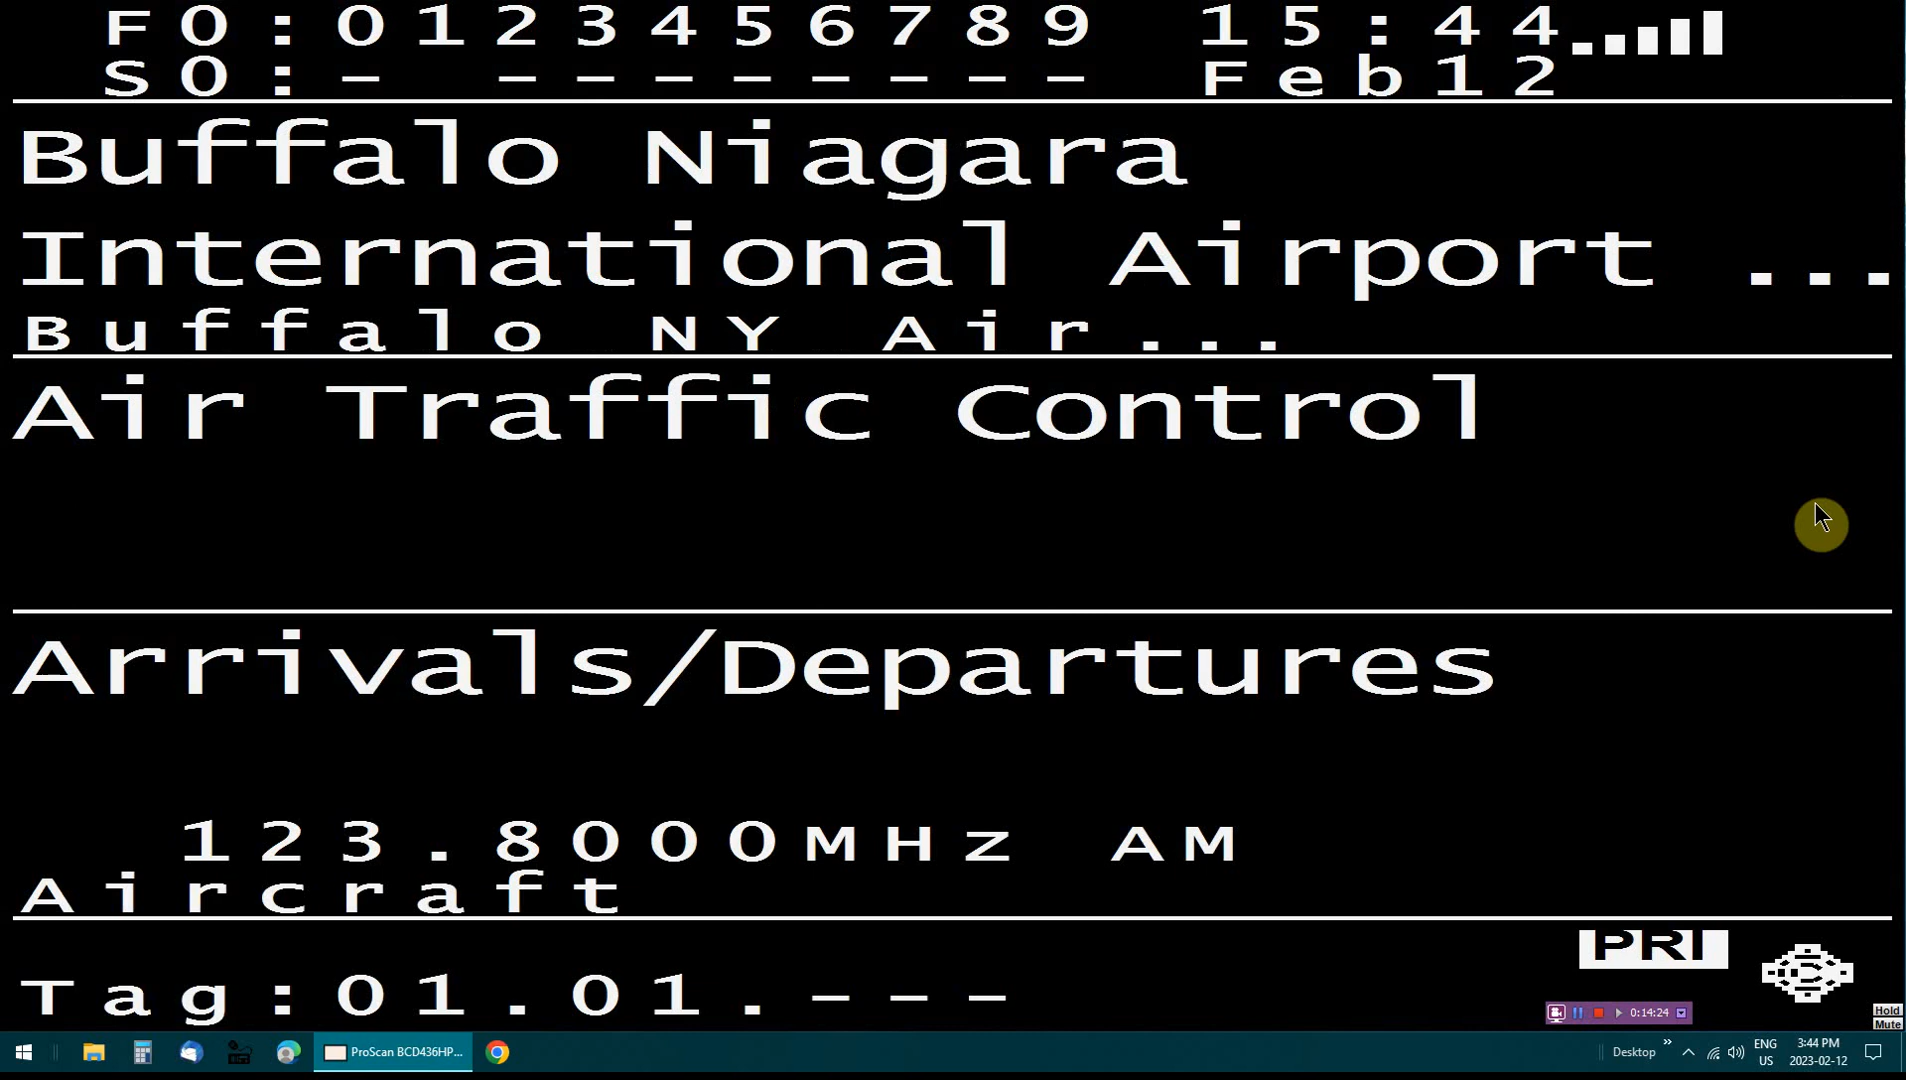 F0:0123456789 15:44
S0:- -------- Feb12
Buffalo Niagara
International Airport ...
Buffalo NY Air...
Air Traffic Control
Arrivals/Departures
123.8000MHz AM
Aircraft
PRI
Tag:01.01.---
C
0:14:24
Hold
Mute
ProScan BCD436HP...
Desktop
ENG
US
3:44 PM
2023-02-12